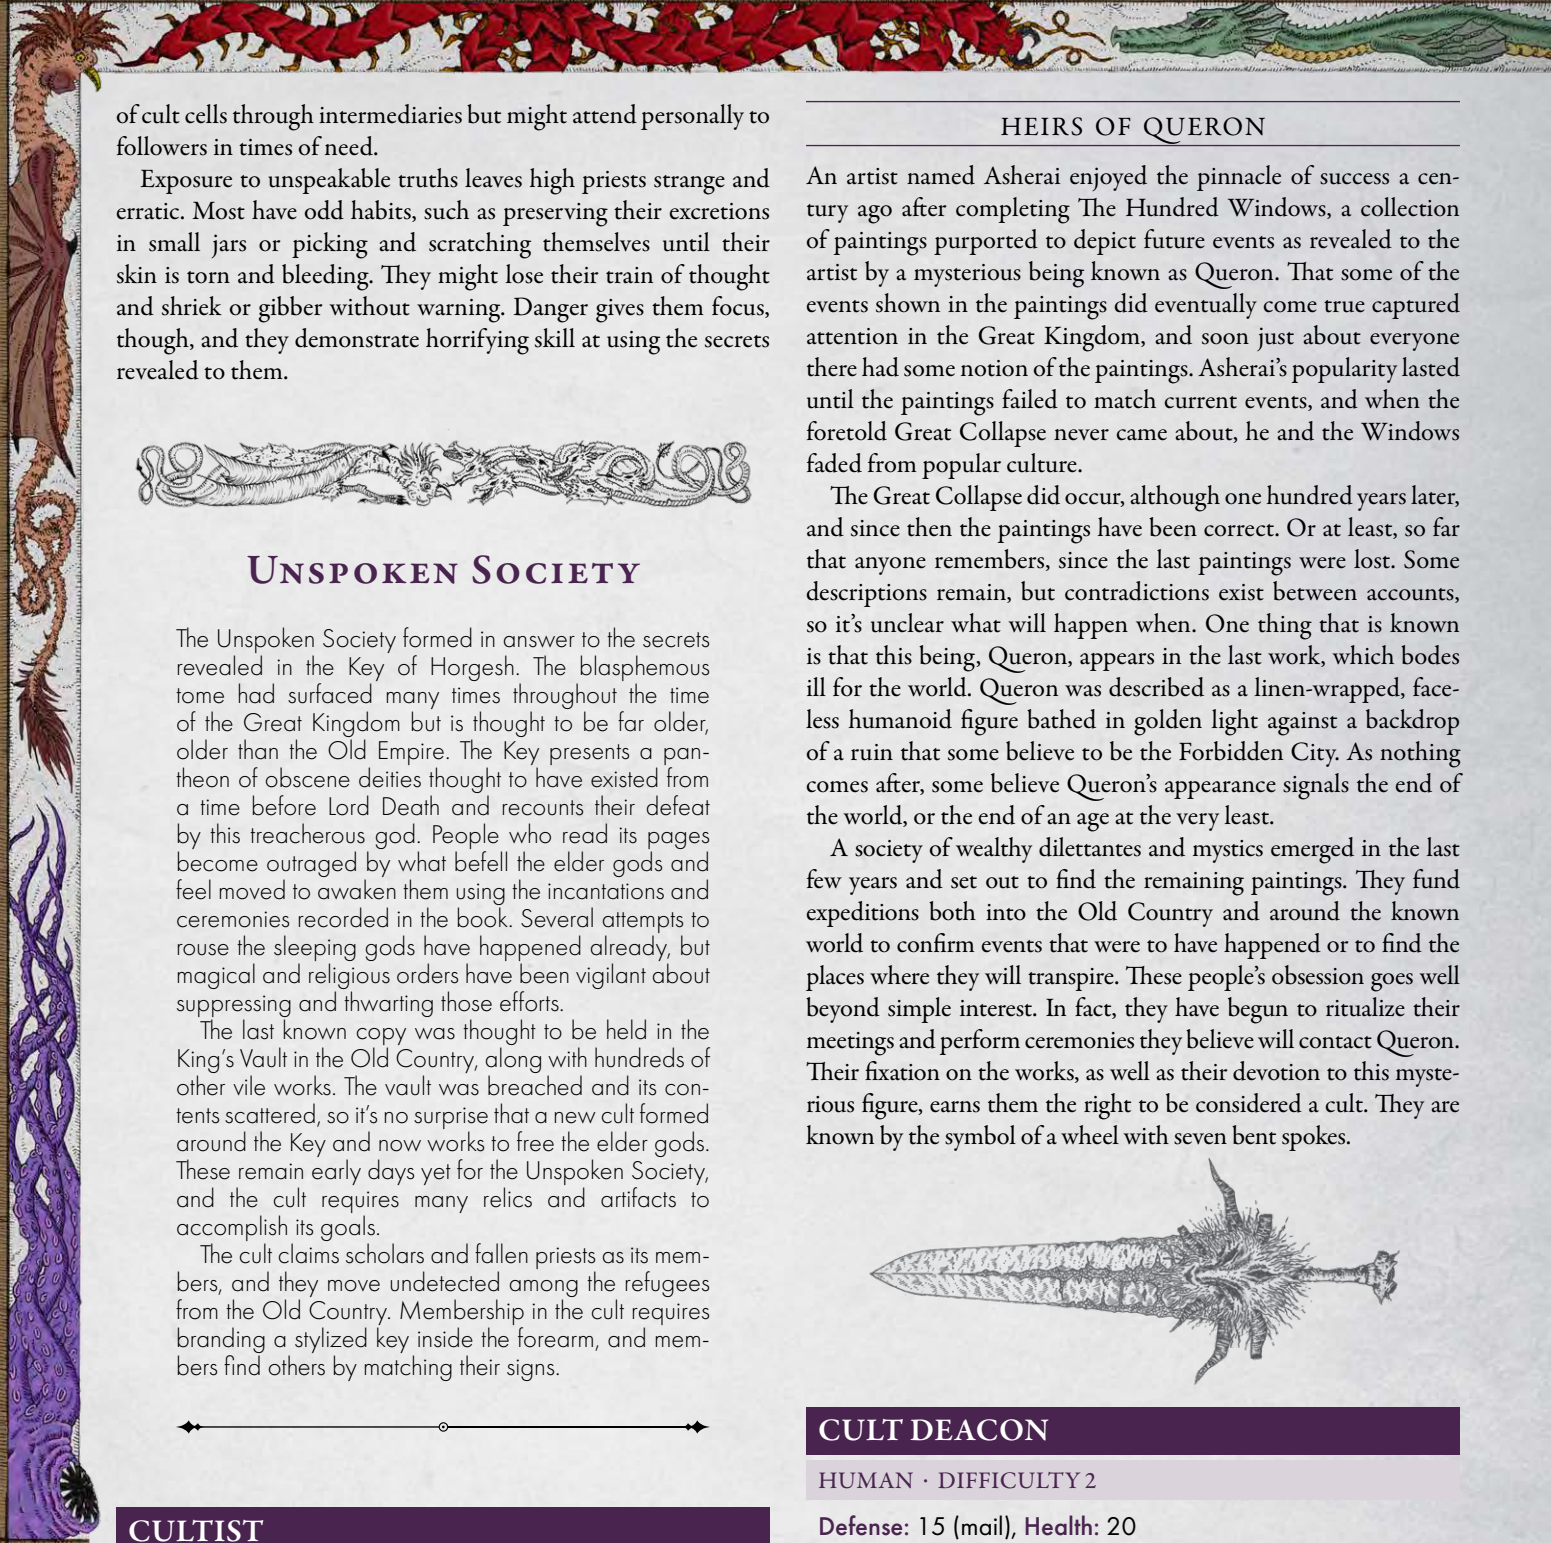 of cult cells through intermediaries but might attend personally to
followers in times of need.
Exposure to unspeakable truths leaves high priests strange and
erratic. Most have odd habits, such as preserving their excretions
in small jars or picking and scratching themselves until their
skin is torn and bleeding. They might lose their train of thought
and shriek or gibber without warning. Danger gives them focus,
though, and they demonstrate horrifying skill at using the secrets
revealed to them.
UNSPOKEN SOCIETY
The Unspoken Society formed in answer to the secrets
revealed in the Key of Horgesh. The blasphemous
tome had surfaced many times throughout the time
of the Great Kingdom but is thought to be far older,
older than the Old Empire. The Key presents a pan-
theon of obscene deities thought to have existed from
a time before Lord Death and recounts their defeat
by this treacherous god. People who read its pages
become outraged by what befell the elder gods and
feel moved to awaken them using the incantations and
ceremonies recorded in the book. Several attempts to
rouse the sleeping gods have happened already, but
magical and religious orders have been vigilant about
suppressing and thwarting those efforts.
The last known copy was thought to be held in the
King's Vault in the Old Country, along with hundreds of
other vile works. The vault was breached and its con-
tents scattered, so it's no surprise that a new cult formed
around the Key and now works to free the elder gods.
These remain early days yet for the Unspoken Society,
and the cult requires many relics and artifacts to
accomplish its goals.
The cult claims scholars and fallen priests as its mem-
bers, and they move undetected among the refugees
from the Old Country. Membership in the cult requires
branding a stylized key inside the forearm, and mem-
bers find others by matching their signs.
CULTIST
HEIRS OF QUERON
An artist named Asherai enjoyed the pinnacle of success a cen-
tury ago after completing The Hundred Windows, a collection
of paintings purported to depict future events as revealed to the
artist by a mysterious being known as Queron. That some of the
events shown in the paintings did eventually come true captured
attention in the Great Kingdom, and soon just about everyone
there had some notion of the paintings. Asherai's popularity lasted
until the paintings failed to match current events, and when the
foretold Great Collapse never came about, he and the Windows
faded from popular culture.
The Great Collapse did occur, although one hundred years later,
and since then the paintings have been correct. Or at least, so far
that anyone remembers, since the last paintings were lost. Some
descriptions remain, but contradictions exist between accounts,
so it's unclear what will happen when. One thing that is known
is that this being, Queron, appears in the last work, which bodes
ill for the world. Queron was described as a linen-wrapped, face-
less humanoid figure bathed in golden light against a backdrop
of a ruin that some believe to be the Forbidden City. As nothing
comes after, some believe Queron's appearance signals the end of
the world, or the end of an age at the very least.
A society of wealthy dilettantes and mystics emerged in the last
few years and set out to find the remaining paintings. They fund
expeditions both into the Old Country and around the known
world to confirm events that were to have happened or to find the
places where they will transpire. These people's obsession goes well
beyond simple interest. In fact, they have begun to ritualize their
meetings and perform ceremonies they believe will contact Queron.
Their fixation on the works, as well as their devotion to this myste-
rious figure, earns them the right to be considered a cult. They are
known by the symbol of a wheel with seven bent spokes.
CULT DEACON
HUMAN · DIFFICULTY 2
Defense: 15 (mail), Health: 20